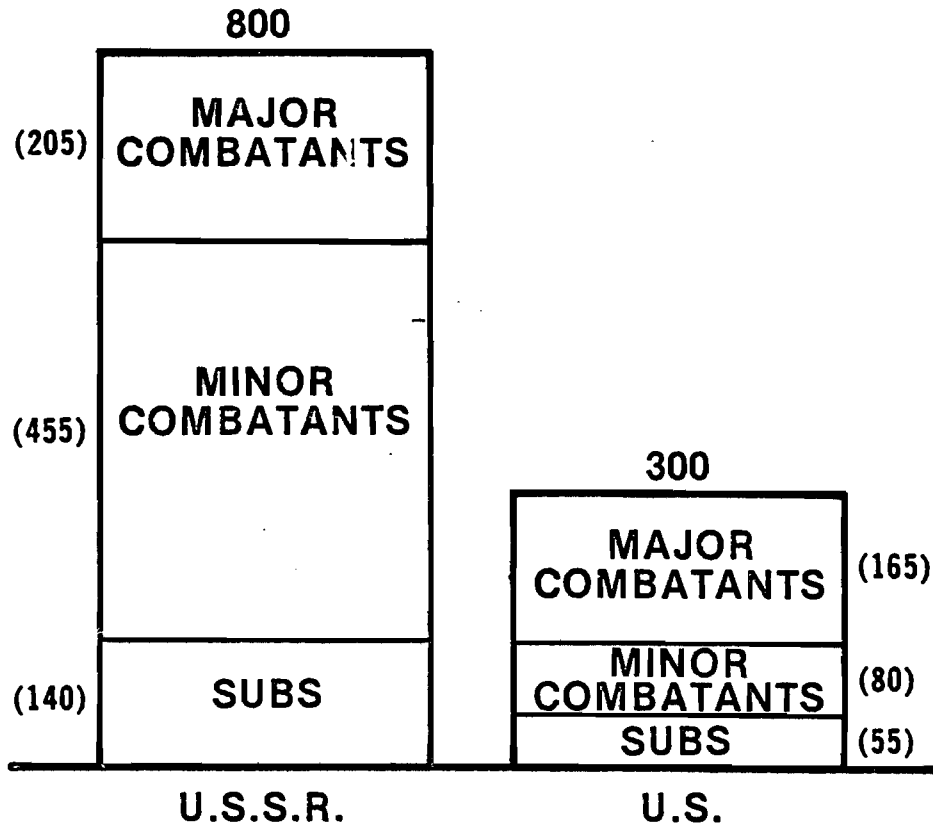 800
MAJOR
COMBATANTS
(205)
MINOR
COMBATANTS
(455)
SUBS
(140)
U.S.S.R.
300
MAJOR
COMBATANTS
(165)
MINOR
COMBATANTS
(80)
SUBS
(55)
U.S.